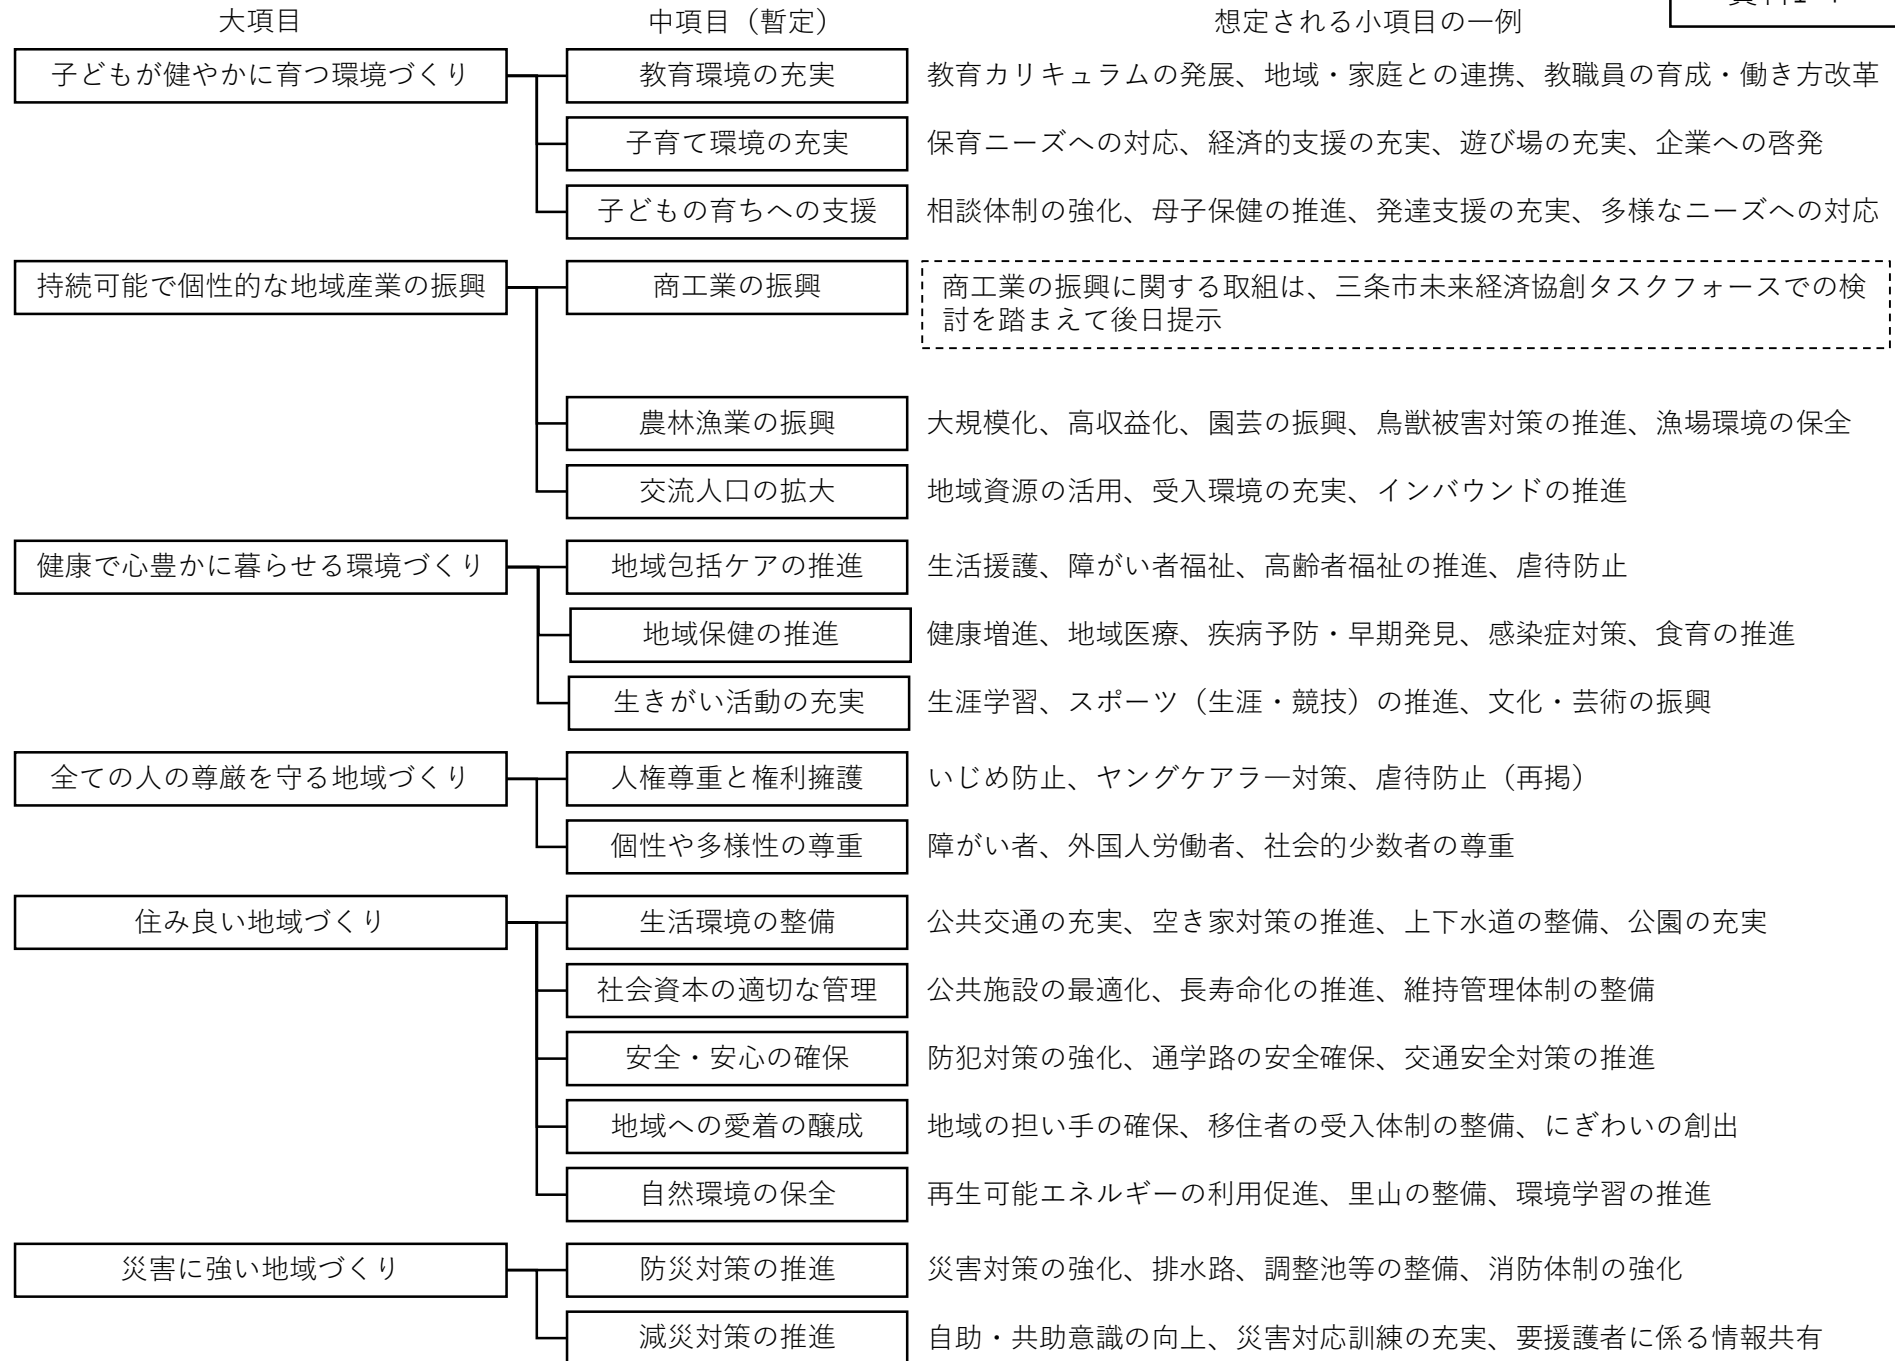 大項目 中項目（暫定） 想定される小項目の一例
子どもが健やかに育つ環境づくり 教育環境の充実 教育カリキュラムの発展、地域・家庭との連携、教職員の育成・働き方改革
子育て環境の充実 保育ニーズへの対応、経済的支援の充実、遊び場の充実、企業への啓発
子どもの育ちへの支援 相談体制の強化、母子保健の推進、発達支援の充実、多様なニーズへの対応
持続可能で個性的な地域産業の振興 商工業の振興 商工業の振興に関する取組は、三条市未来経済協創タスクフォースでの検
討を踏まえて後日提示
農林漁業の振興 大規模化、高収益化、園芸の振興、鳥獣被害対策の推進、漁場環境の保全
交流人口の拡大 地域資源の活用、受入環境の充実、インバウンドの推進
健康で心豊かに暮らせる環境づくり 地域包括ケアの推進 生活援護、障がい者福祉、高齢者福祉の推進、虐待防止
地域保健の推進 健康増進、地域医療、疾病予防・早期発見、感染症対策、食育の推進
生きがい活動の充実 生涯学習、スポーツ（生涯・競技）の推進、文化・芸術の振興
全ての人の尊厳を守る地域づくり 人権尊重と権利擁護 いじめ防止、ヤングケアラー対策、虐待防止（再掲）
個性や多様性の尊重 障がい者、外国人労働者、社会的少数者の尊重
住み良い地域づくり 生活環境の整備 公共交通の充実、空き家対策の推進、上下水道の整備、公園の充実
社会資本の適切な管理 公共施設の最適化、長寿命化の推進、維持管理体制の整備
安全・安心の確保 防犯対策の強化、通学路の安全確保、交通安全対策の推進
地域への愛着の醸成 地域の担い手の確保、移住者の受入体制の整備、にぎわいの創出
自然環境の保全 再生可能エネルギーの利用促進、里山の整備、環境学習の推進
災害に強い地域づくり 防災対策の推進 災害対策の強化、排水路、調整池等の整備、消防体制の強化
減災対策の推進 自助・共助意識の向上、災害対応訓練の充実、要援護者に係る情報共有